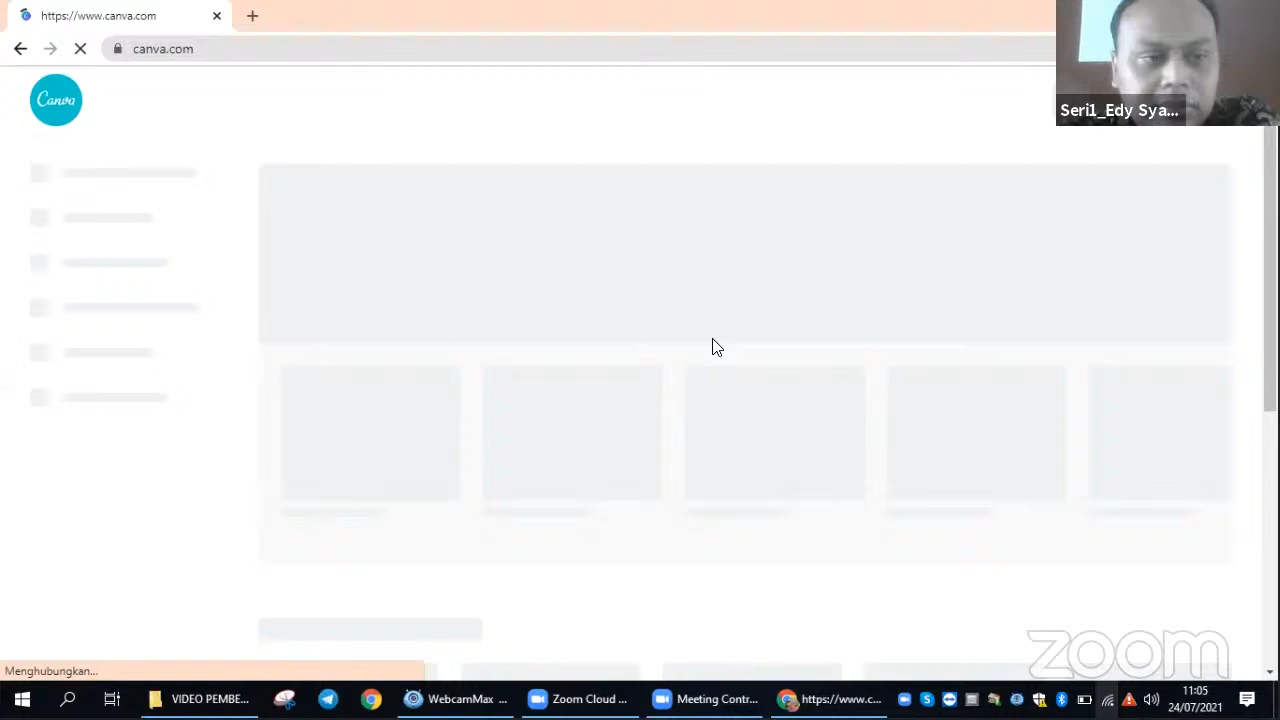 https://www.canva.com
canva.com
Canva
Seri1_Edy Sya...
zoom
Menghubungkan...
VIDEO PEMBE...
WebcamMax ...
Zoom Cloud ...
Meeting Contr...
https://www.c...
11:05
24/07/2021